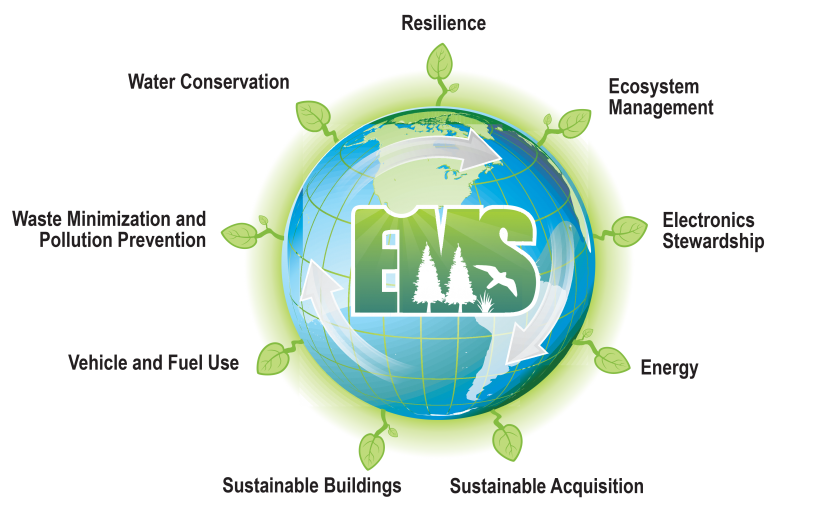 Resilience
Water Conservation
Ecosystem
Management
Waste Minimization and
Pollution Prevention
Electronics
Stewardship
EMS
Vehicle and Fuel Use
Energy
Sustainable Buildings
Sustainable Acquisition